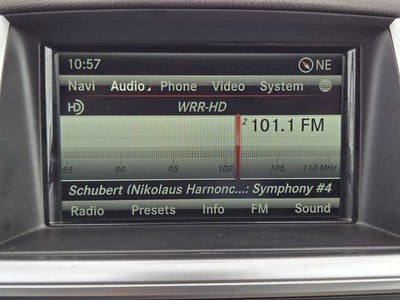 10:57 NE
Navi Audio Phone Video System
HD WRR-HD
2 101.1 FM
85 90 95 100 105 110 MHz
Schubert (Nikolaus Harnonc...: Symphony #4
Radio Presets Info FM Sound